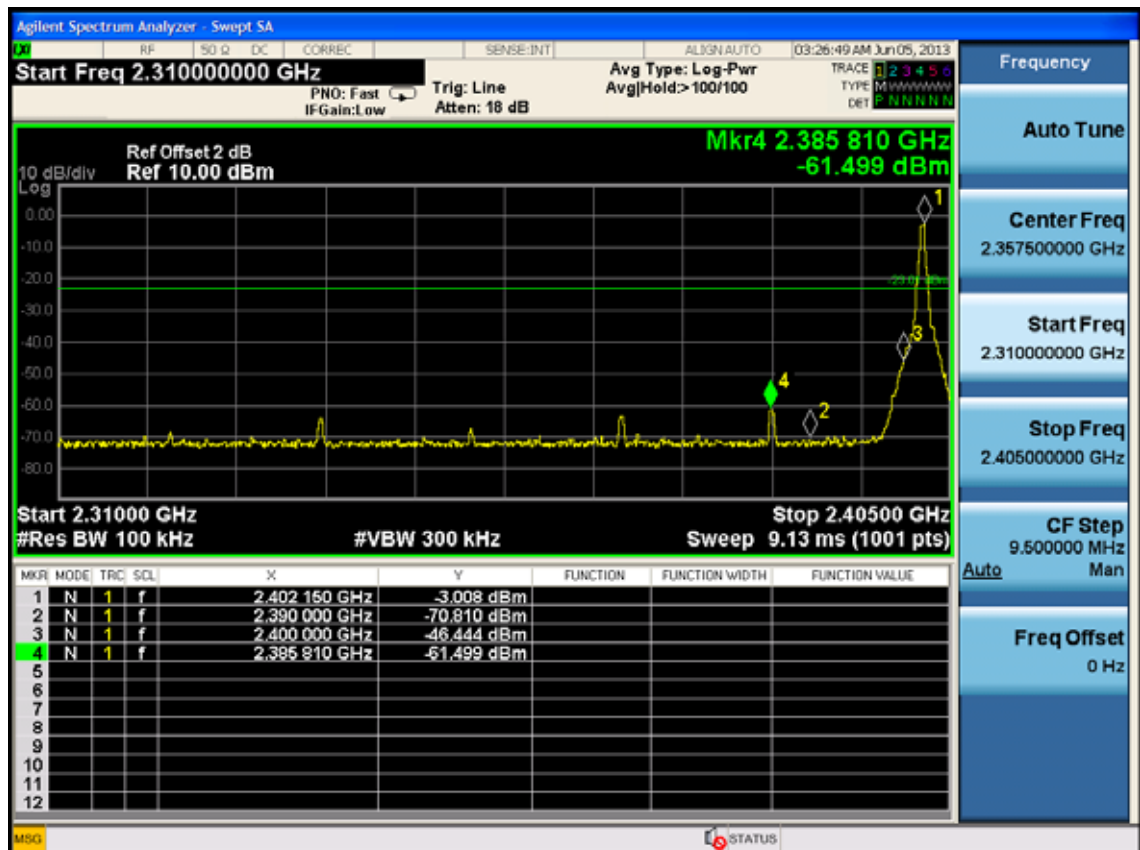 Agilent Spectrum Analyzer - Swept SA
RF 50 Ω DC CORREC SENSE:INT ALIGNAUTO 03:26:49 AM Jun 05, 2013
Start Freq 2.310000000 GHz
PNO: Fast
IFGain:Low
Trig: Line
Atten: 18 dB
Avg Type: Log-Pwr
Avg|Hold:>100/100
TRACE 1 2 3 4 5 6
TYPE MWWWWW
DET P N N N N N
Frequency
Auto Tune
Center Freq
2.357500000 GHz
Start Freq
2.310000000 GHz
Stop Freq
2.405000000 GHz
CF Step
9.500000 MHz
Auto Man
Freq Offset
0 Hz
Mkr4 2.385 810 GHz
-61.499 dBm
Ref Offset 2 dB
10 dB/div Ref 10.00 dBm
Log
0.00
-10.0
-20.0
-30.0
-40.0
-50.0
-60.0
-70.0
-80.0
1
-23.01 dBm
3
4
2
Start 2.31000 GHz Stop 2.40500 GHz
#Res BW 100 kHz #VBW 300 kHz Sweep 9.13 ms (1001 pts)
MKR MODE TRC SCL X Y FUNCTION FUNCTION WIDTH FUNCTION VALUE
1 N 1 f 2.402 150 GHz -3.008 dBm
2 N 1 f 2.390 000 GHz -70.810 dBm
3 N 1 f 2.400 000 GHz -46.444 dBm
4 N 1 f 2.385 810 GHz -61.499 dBm
5
6
7
8
9
10
11
12
MSG STATUS